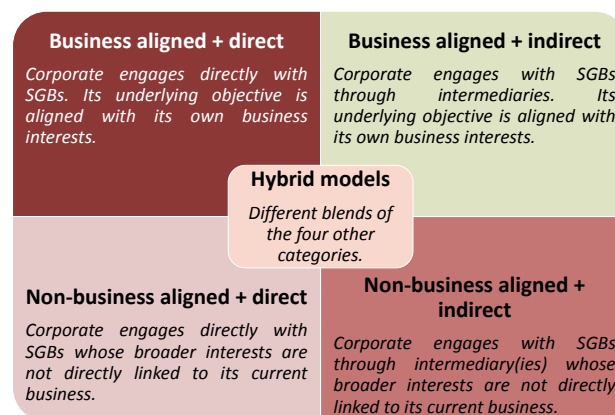 Business aligned + direct
Corporate engages directly with
SGBs. Its underlying objective is
aligned with its own business
interests.
Business aligned + indirect
Corporate engages with SGBs
through intermediaries. Its
underlying objective is aligned with
its own business interests.
Hybrid models
Different blends of
the four other
categories.
Non-business aligned + direct
Corporate engages directly with
SGBs whose broader interests are
not directly linked to its current
business.
Non-business aligned +
indirect
Corporate engages with SGBs
through intermediary(ies) whose
broader interests are not directly
linked to its current business.